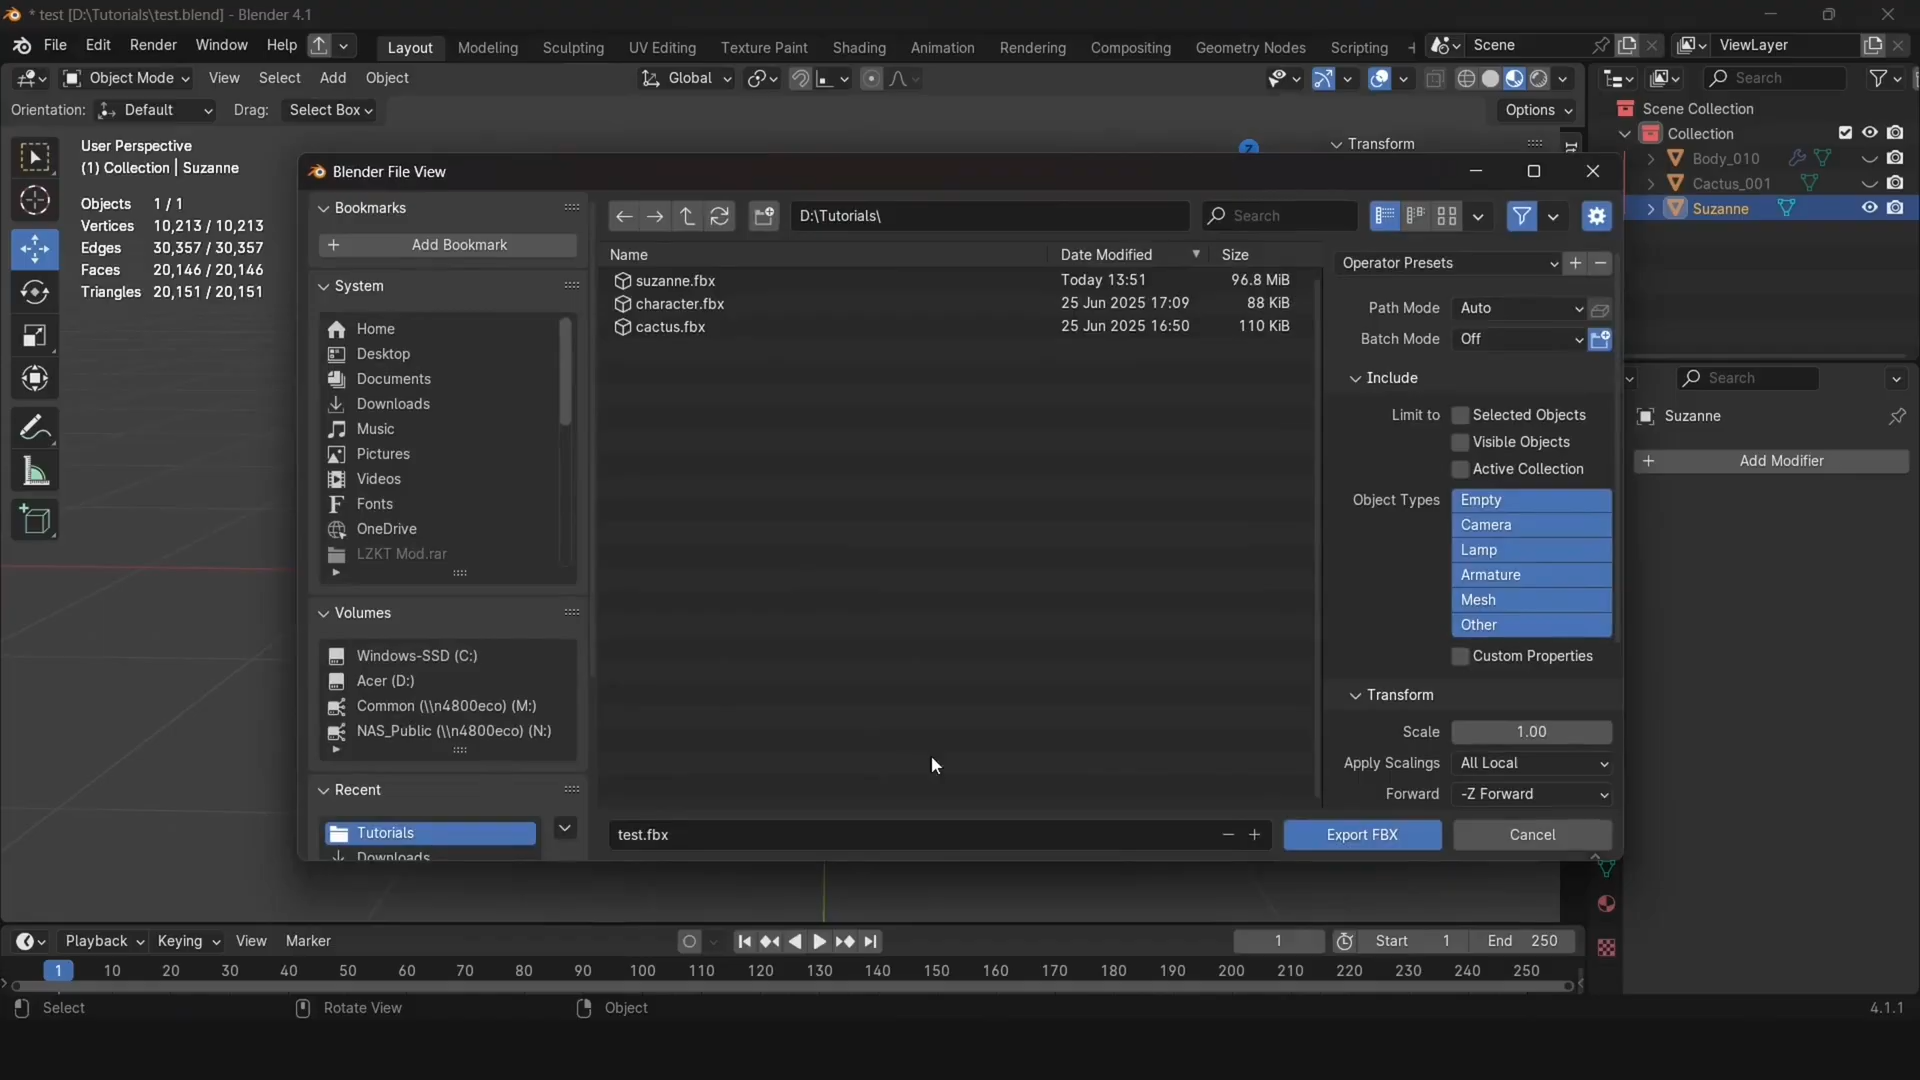 * test [D:\Tutorials\test.blend] - Blender 4.1
File Edit Render Window Help Layout Modeling Sculpting UV Editing Texture Paint Shading Animation Rendering Compositing Geometry Nodes Scripting Scene ViewLayer
Object Mode View Select Add Object Global Search
Orientation: Default Drag: Select Box Options
User Perspective
(1) Collection | Suzanne
Objects 1 / 1
Vertices 10,213 / 10,213
Edges 30,357 / 30,357
Faces 20,146 / 20,146
Triangles 20,151 / 20,151
Z
Transform
Scene Collection
Collection
Body_010
Cactus_001
Suzanne
Search
Suzanne
+ Add Modifier
Blender File View
Bookmarks
+ Add Bookmark
System
Home
Desktop
Documents
Downloads
Music
Pictures
Videos
Fonts
OneDrive
LZKT Mod.rar
Volumes
Windows-SSD (C:)
Acer (D:)
Common (\\n4800eco) (M:)
NAS_Public (\\n4800eco) (N:)
Recent
Tutorials
Downloads
D:\Tutorials\ Search
Name Date Modified Size
suzanne.fbx Today 13:51 96.8 MiB
character.fbx 25 Jun 2025 17:09 88 KiB
cactus.fbx 25 Jun 2025 16:50 110 KiB
Operator Presets
Path Mode Auto
Batch Mode Off
Include
Limit to Selected Objects
Visible Objects
Active Collection
Object Types Empty
Camera
Lamp
Armature
Mesh
Other
Custom Properties
Transform
Scale 1.00
Apply Scalings All Local
Forward -Z Forward
test.fbx Export FBX Cancel
Playback Keying View Marker 1 Start 1 End 250
1 10 20 30 40 50 60 70 80 90 100 110 120 130 140 150 160 170 180 190 200 210 220 230 240 250
Select Rotate View Object 4.1.1